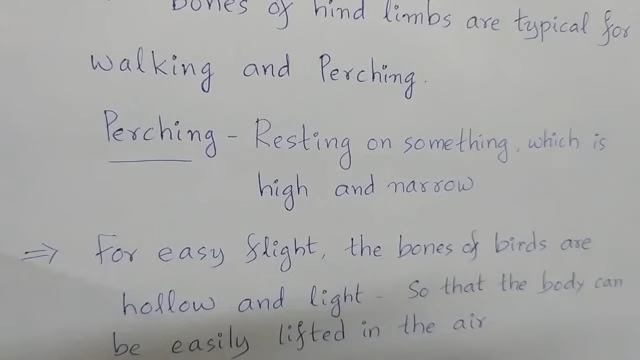 Bones of hind limbs are typical for
walking and Perching.
Perching - Resting on something, which is
high and narrow
⇒ For easy flight, the bones of birds are
hollow and light - So that the body can
be easily lifted in the air